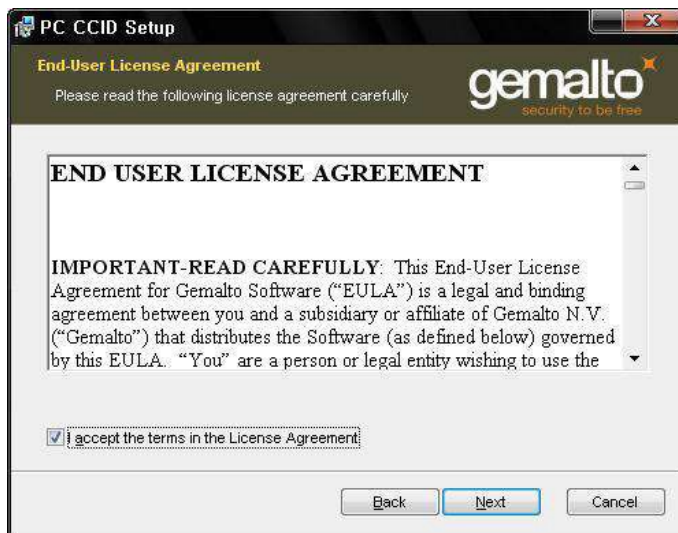 PC CCID Setup
End-User License Agreement
Please read the following license agreement carefully
gemalto
security to be free
END USER LICENSE AGREEMENT
IMPORTANT-READ CAREFULLY: This End-User License
Agreement for Gemalto Software (“EULA”) is a legal and binding
agreement between you and a subsidiary or affiliate of Gemalto N.V.
(“Gemalto”) that distributes the Software (as defined below) governed
by this EULA. “You” are a person or legal entity wishing to use the
I accept the terms in the License Agreement
Back Next Cancel